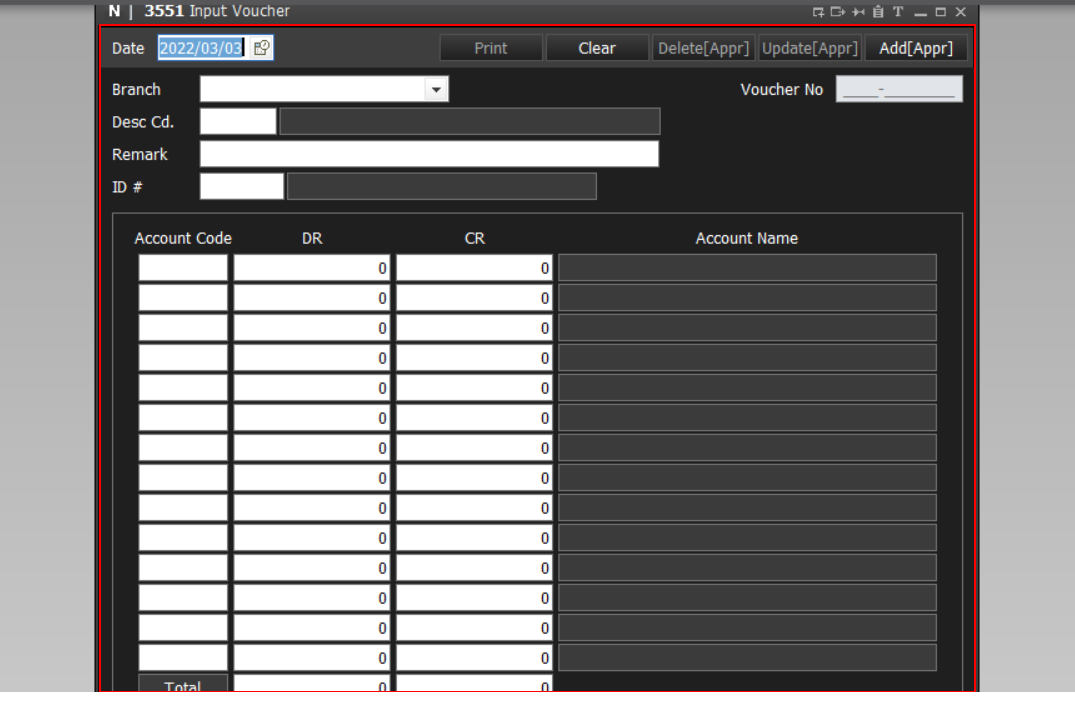 N | 3551 Input Voucher T
Date 2022/03/03 Print Clear Delete[Appr] Update[Appr] Add[Appr]
Branch Voucher No ____-________
Desc Cd.
Remark
ID #
Account Code DR CR Account Name
0 0
0 0
0 0
0 0
0 0
0 0
0 0
0 0
0 0
0 0
0 0
0 0
0 0
0 0
Total 0 0